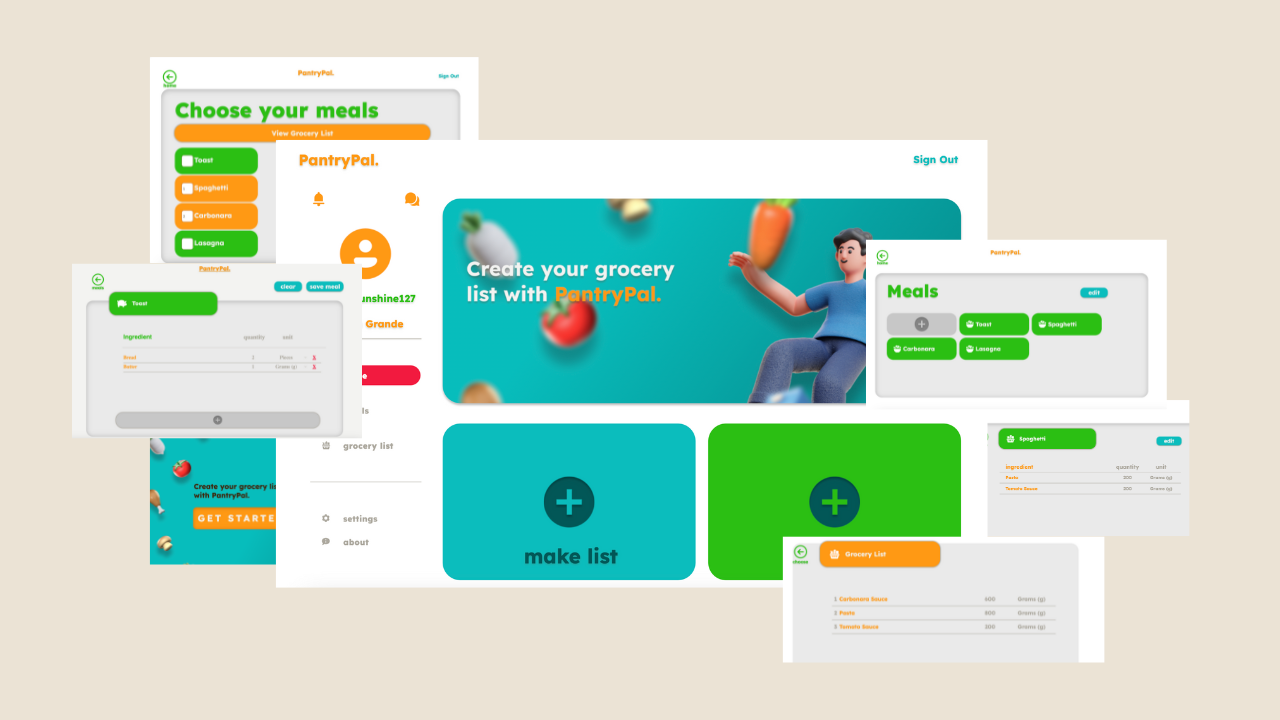 PantryPal.
Sign Out
home
Choose your meals
View Grocery List
Toast
Spaghetti
Carbonara
Lasagna
PantryPal.
meals
clear
save meal
Toast
Ingredient
quantity
unit
Bread
1
Piece
Grams (g)
Create your grocery lis
with PantryPal.
GET STARTE
PantryPal.
Sign Out
unshine127
Grande
e
ls
grocery list
settings
about
Create your grocery
list with PantryPal.
make list
PantryPal.
home
Meals
edit
Toast
Spaghetti
Carbonara
Lasagna
Spaghetti
edit
Ingredient
quantity
unit
Pasta
200
Grams (g)
Tomato Sauce
300
Grams (g)
choose
Grocery List
1 Carbonara Sauce
400
Grams (g)
2 Pasta
400
Grams (g)
3 Tomato Sauce
300
Grams (g)